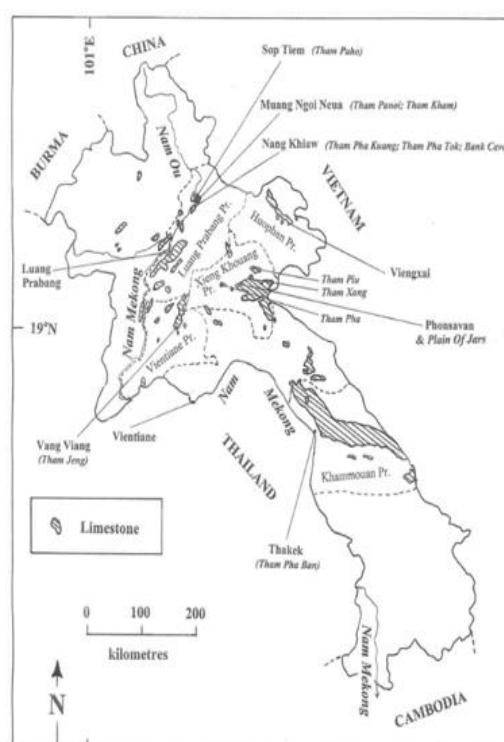 101°E
CHINA
Sop Tiem (Tham Paho)
Muang Ngoi Neua (Tham Panoi; Tham Kham)
Nang Khiaw (Tham Pha Kuang; Tham Pha Tok; Bank Cave
BURMA
Nam Ou
VIETNAM
Luang Prabang Pr.
Huaphan Pr.
Viengxai
Luang
Prabang
Xieng Khouang
Pr.
Tham Piu
Tham Xang
Tham Pha
Phonsavan
& Plain Of Jars
19°N
Nam Mekong
Vientiane Pr.
Nam
Mekong
Vang Viang
(Tham Jeng)
Vientiane
THAILAND
Khammouan Pr.
Limestone
Thakek
(Tham Pha Ban)
0 100 200
kilometres
N
Nam Mekong
CAMBODIA